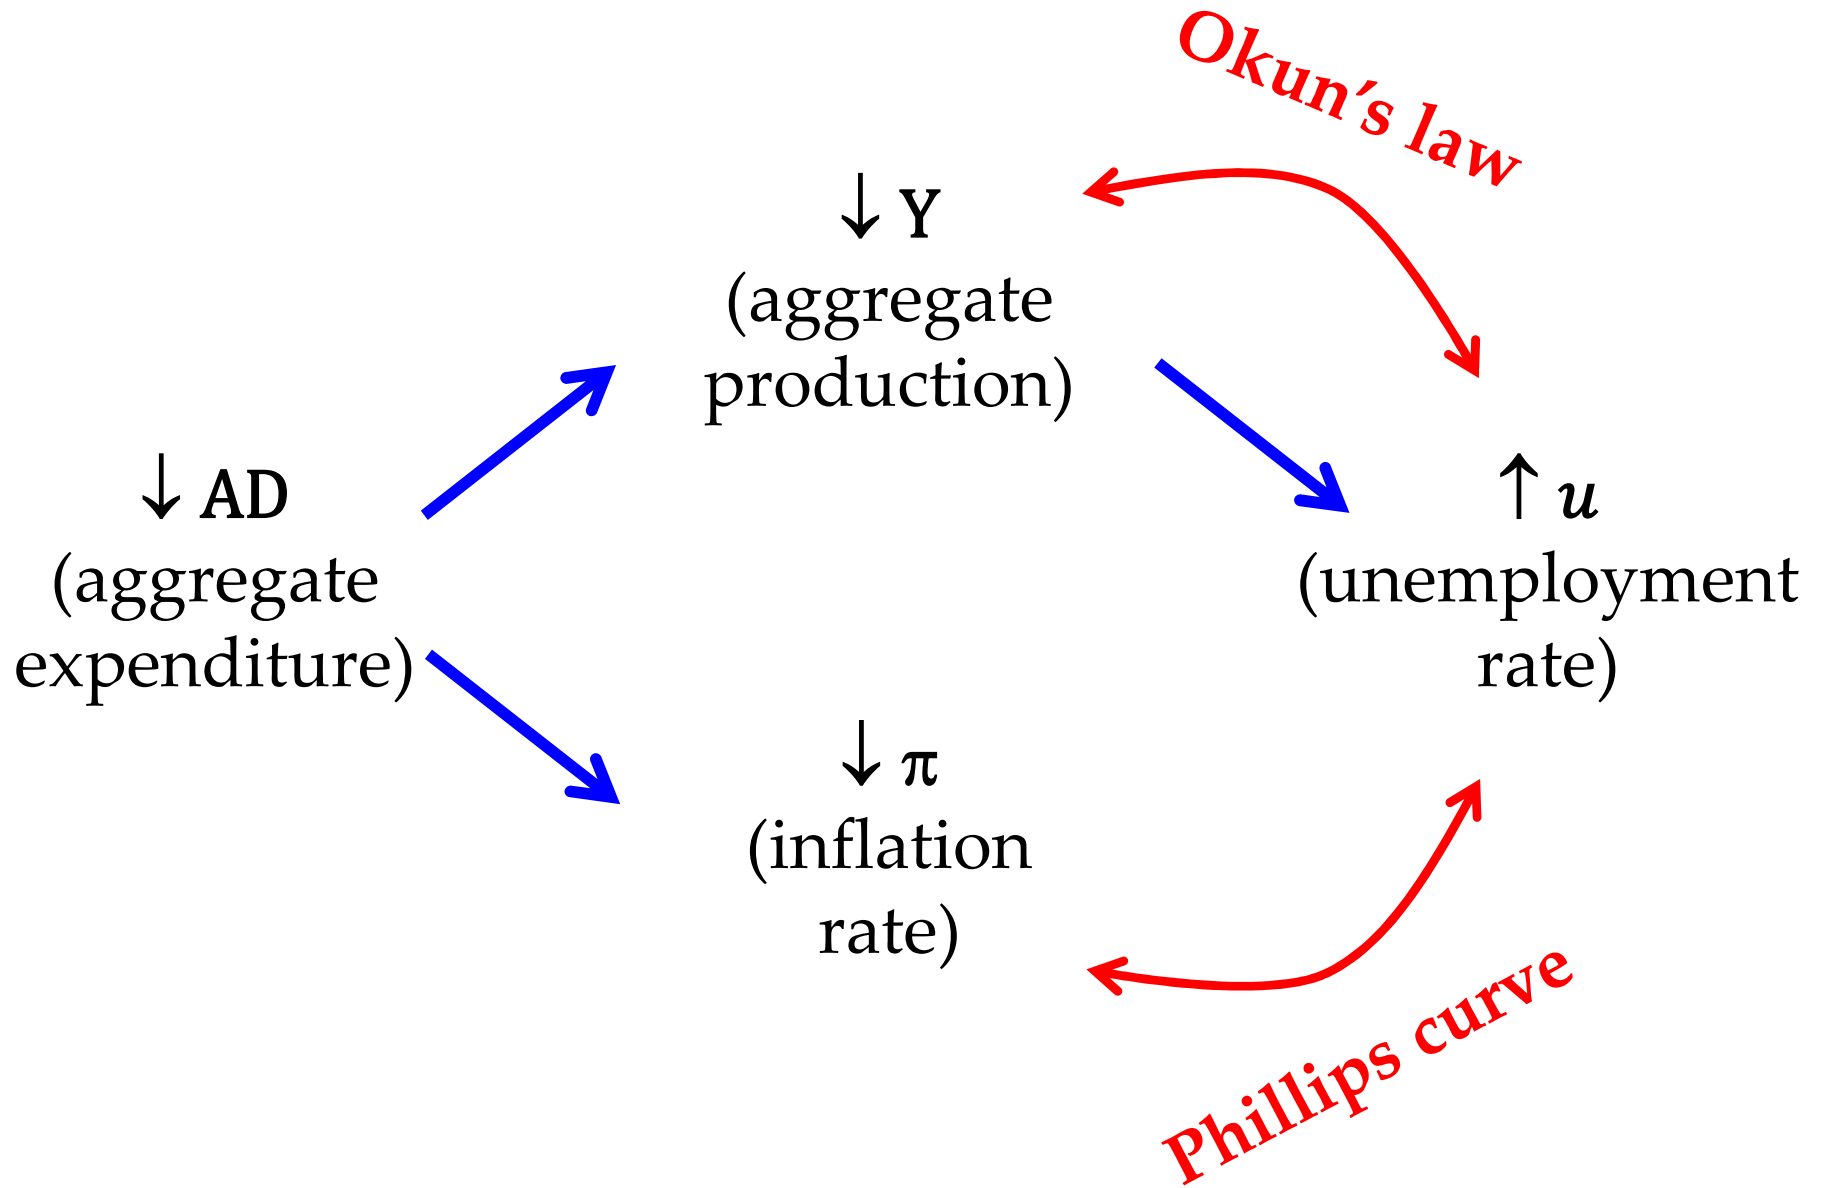 Okun's law
↓ Y
(aggregate
production)
↓ AD
(aggregate
expenditure)
↑ u
(unemployment
rate)
↓ π
(inflation
rate)
Phillips curve